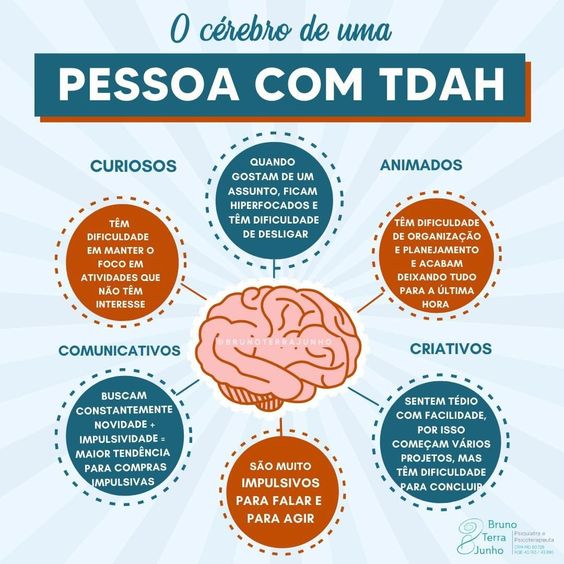 O cérebro de uma
PESSOA COM TDAH
CURIOSOS
QUANDO
GOSTAM DE UM
ASSUNTO, FICAM
HIPERFOCADOS E
TÊM DIFICULDADE
DE DESLIGAR
ANIMADOS
TÊM
DIFICULDADE
EM MANTER O
FOCO EM
ATIVIDADES QUE
NÃO TÊM
INTERESSE
TÊM DIFICULDADE
DE ORGANIZAÇÃO
E PLANEJAMENTO
E ACABAM
DEIXANDO TUDO
PARA A ÚLTIMA
HORA
@BRUNOTERRAJUNHO
COMUNICATIVOS
CRIATIVOS
BUSCAM
CONSTANTEMENTE
NOVIDADE +
IMPULSIVIDADE =
MAIOR TENDÊNCIA
PARA COMPRAS
IMPULSIVAS
SÃO MUITO
IMPULSIVOS
PARA FALAR E
PARA AGIR
SENTEM TÉDIO
COM FACILIDADE,
POR ISSO
COMEÇAM VÁRIOS
PROJETOS, MAS
TÊM DIFICULDADE
PARA CONCLUIR
Bruno
Terra
Junho
Psiquiatra e
Psicoterapeuta